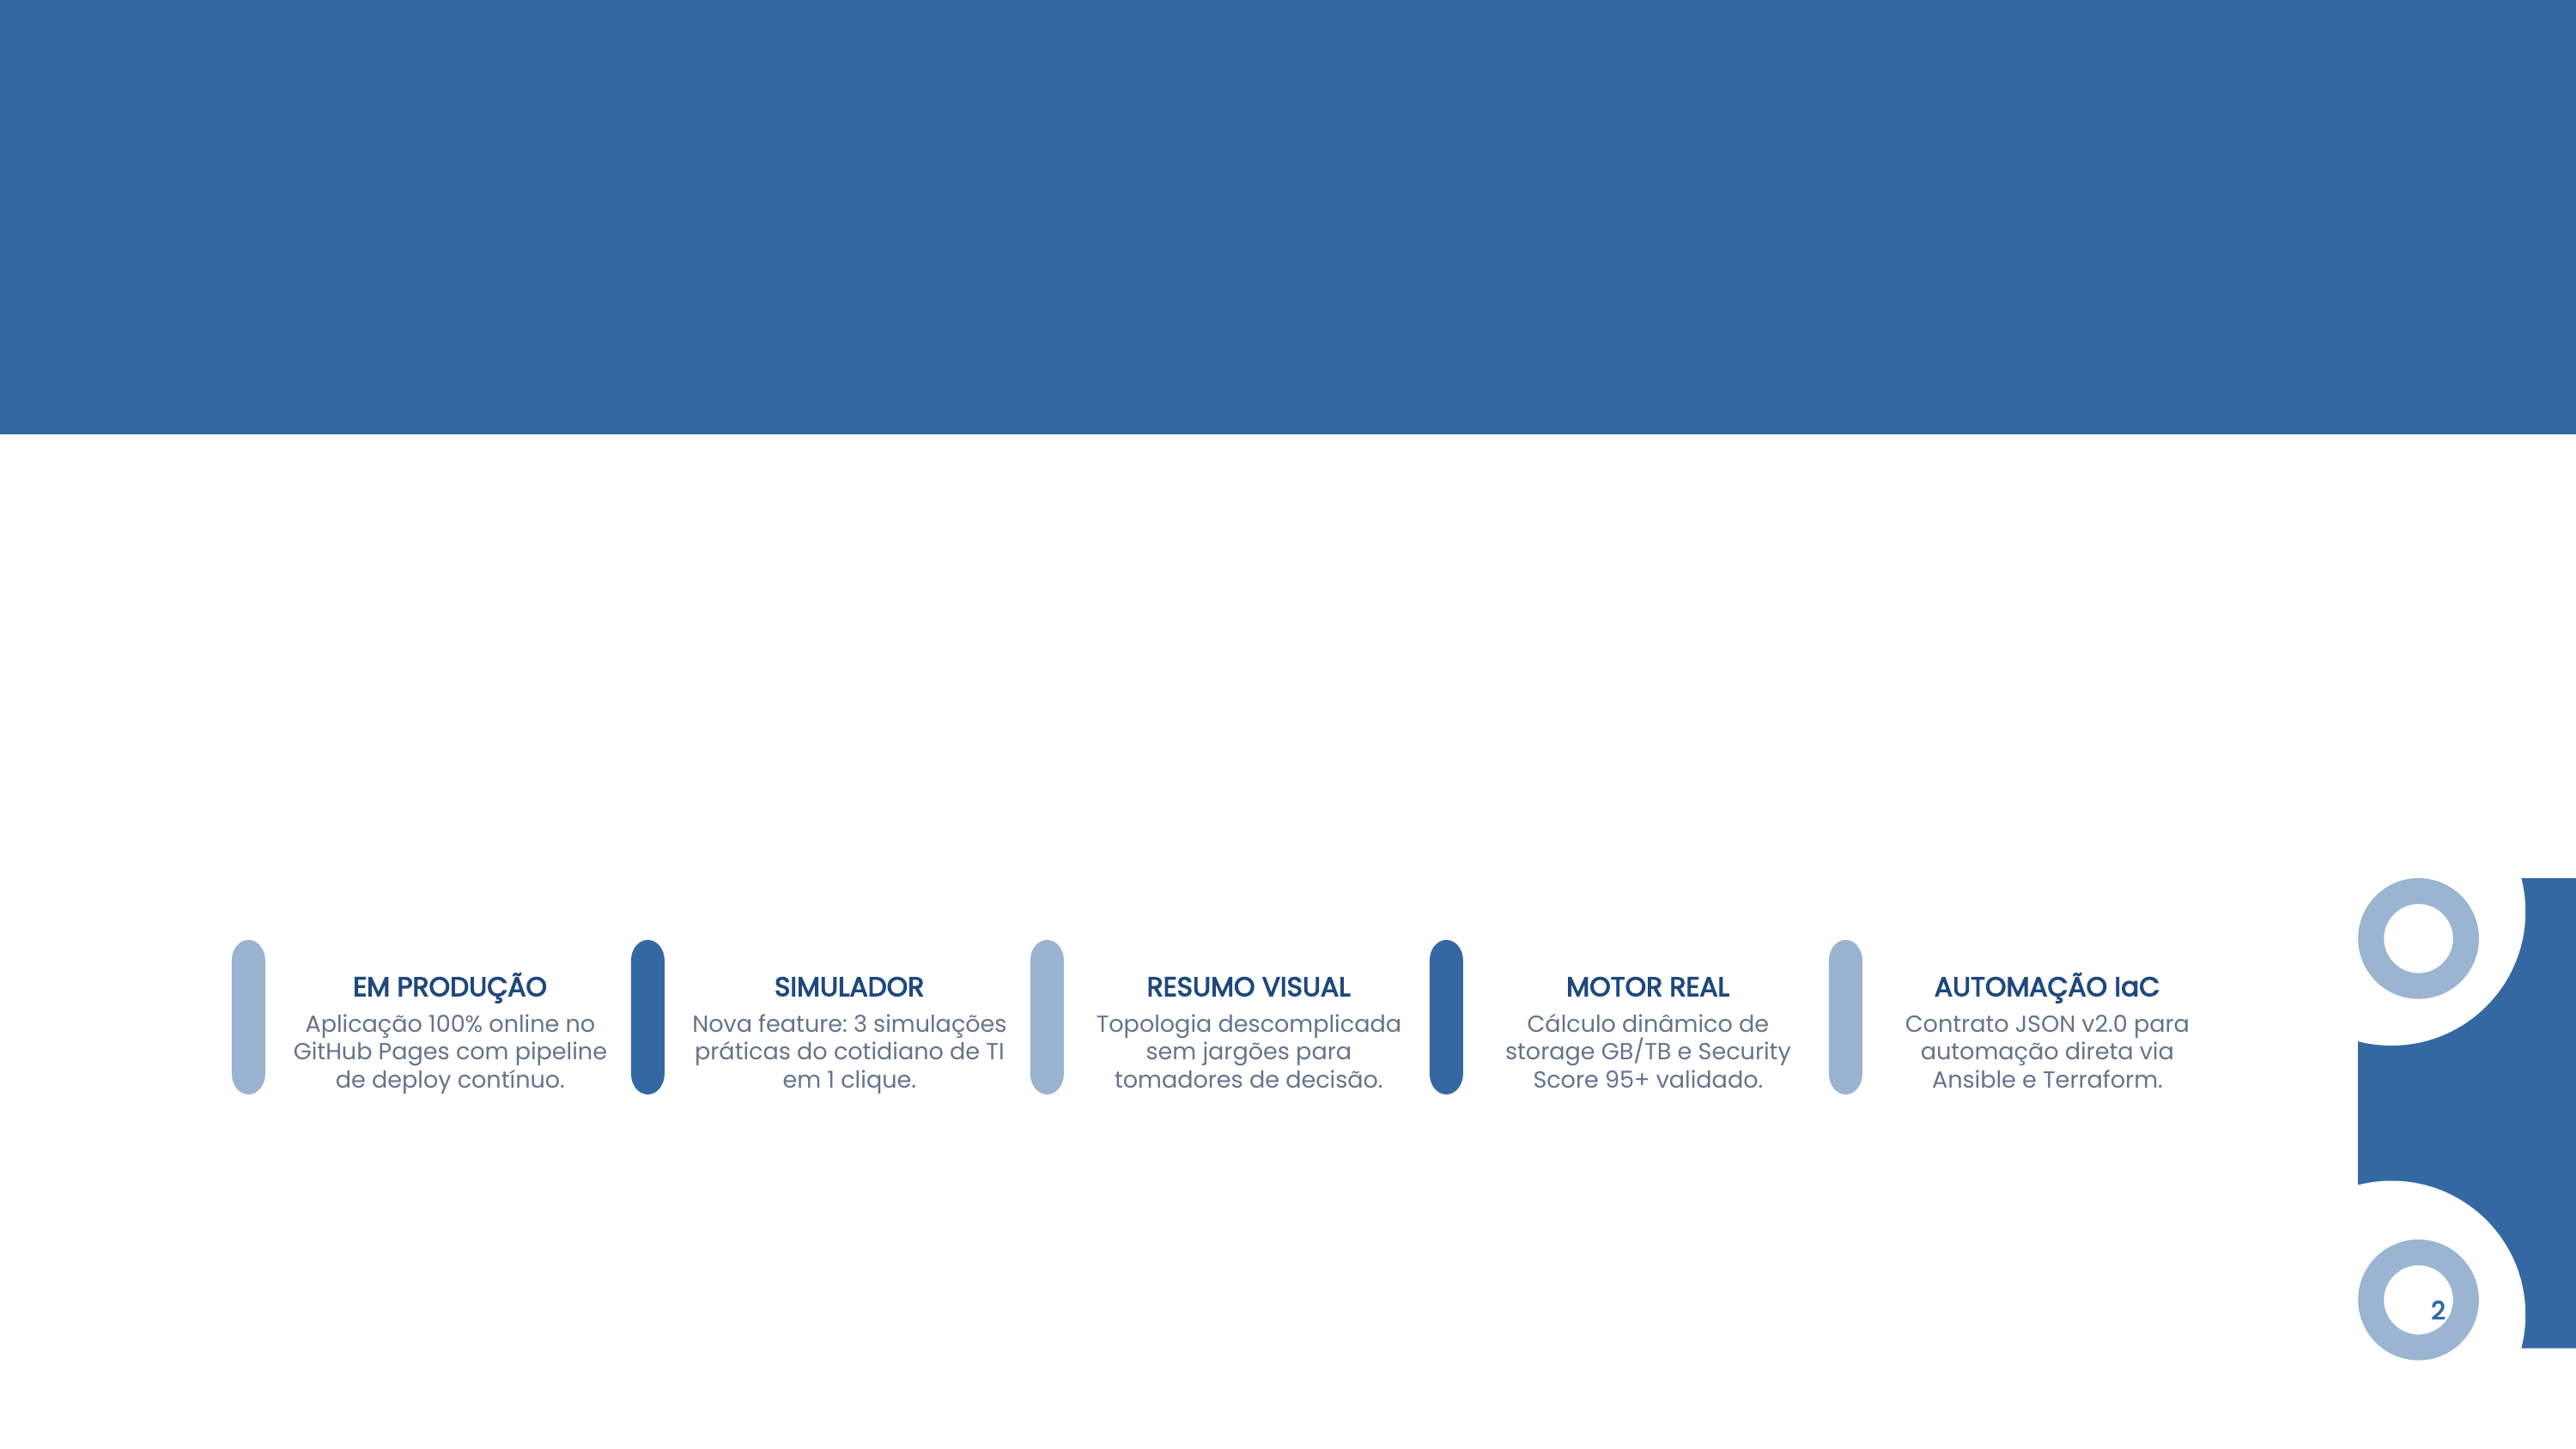 EM PRODUÇÃO
Aplicação 100% online no
GitHub Pages com pipeline
de deploy contínuo.
SIMULADOR
Nova feature: 3 simulações
práticas do cotidiano de TI
em 1 clique.
RESUMO VISUAL
Topologia descomplicada
sem jargões para
tomadores de decisão.
MOTOR REAL
Cálculo dinâmico de
storage GB/TB e Security
Score 95+ validado.
AUTOMAÇÃO IaC
Contrato JSON v2.0 para
automação direta via
Ansible e Terraform.
2